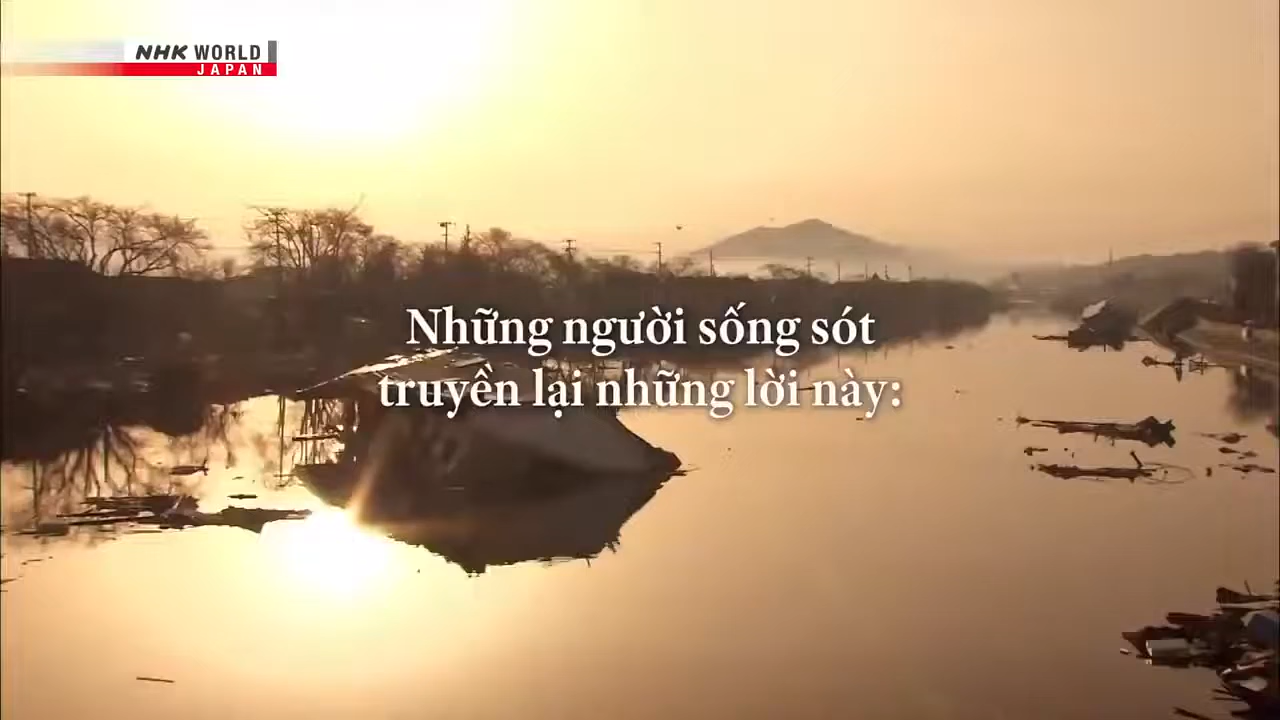 NHK WORLD
JAPAN
Những người sống sót
truyền lại những lời này: